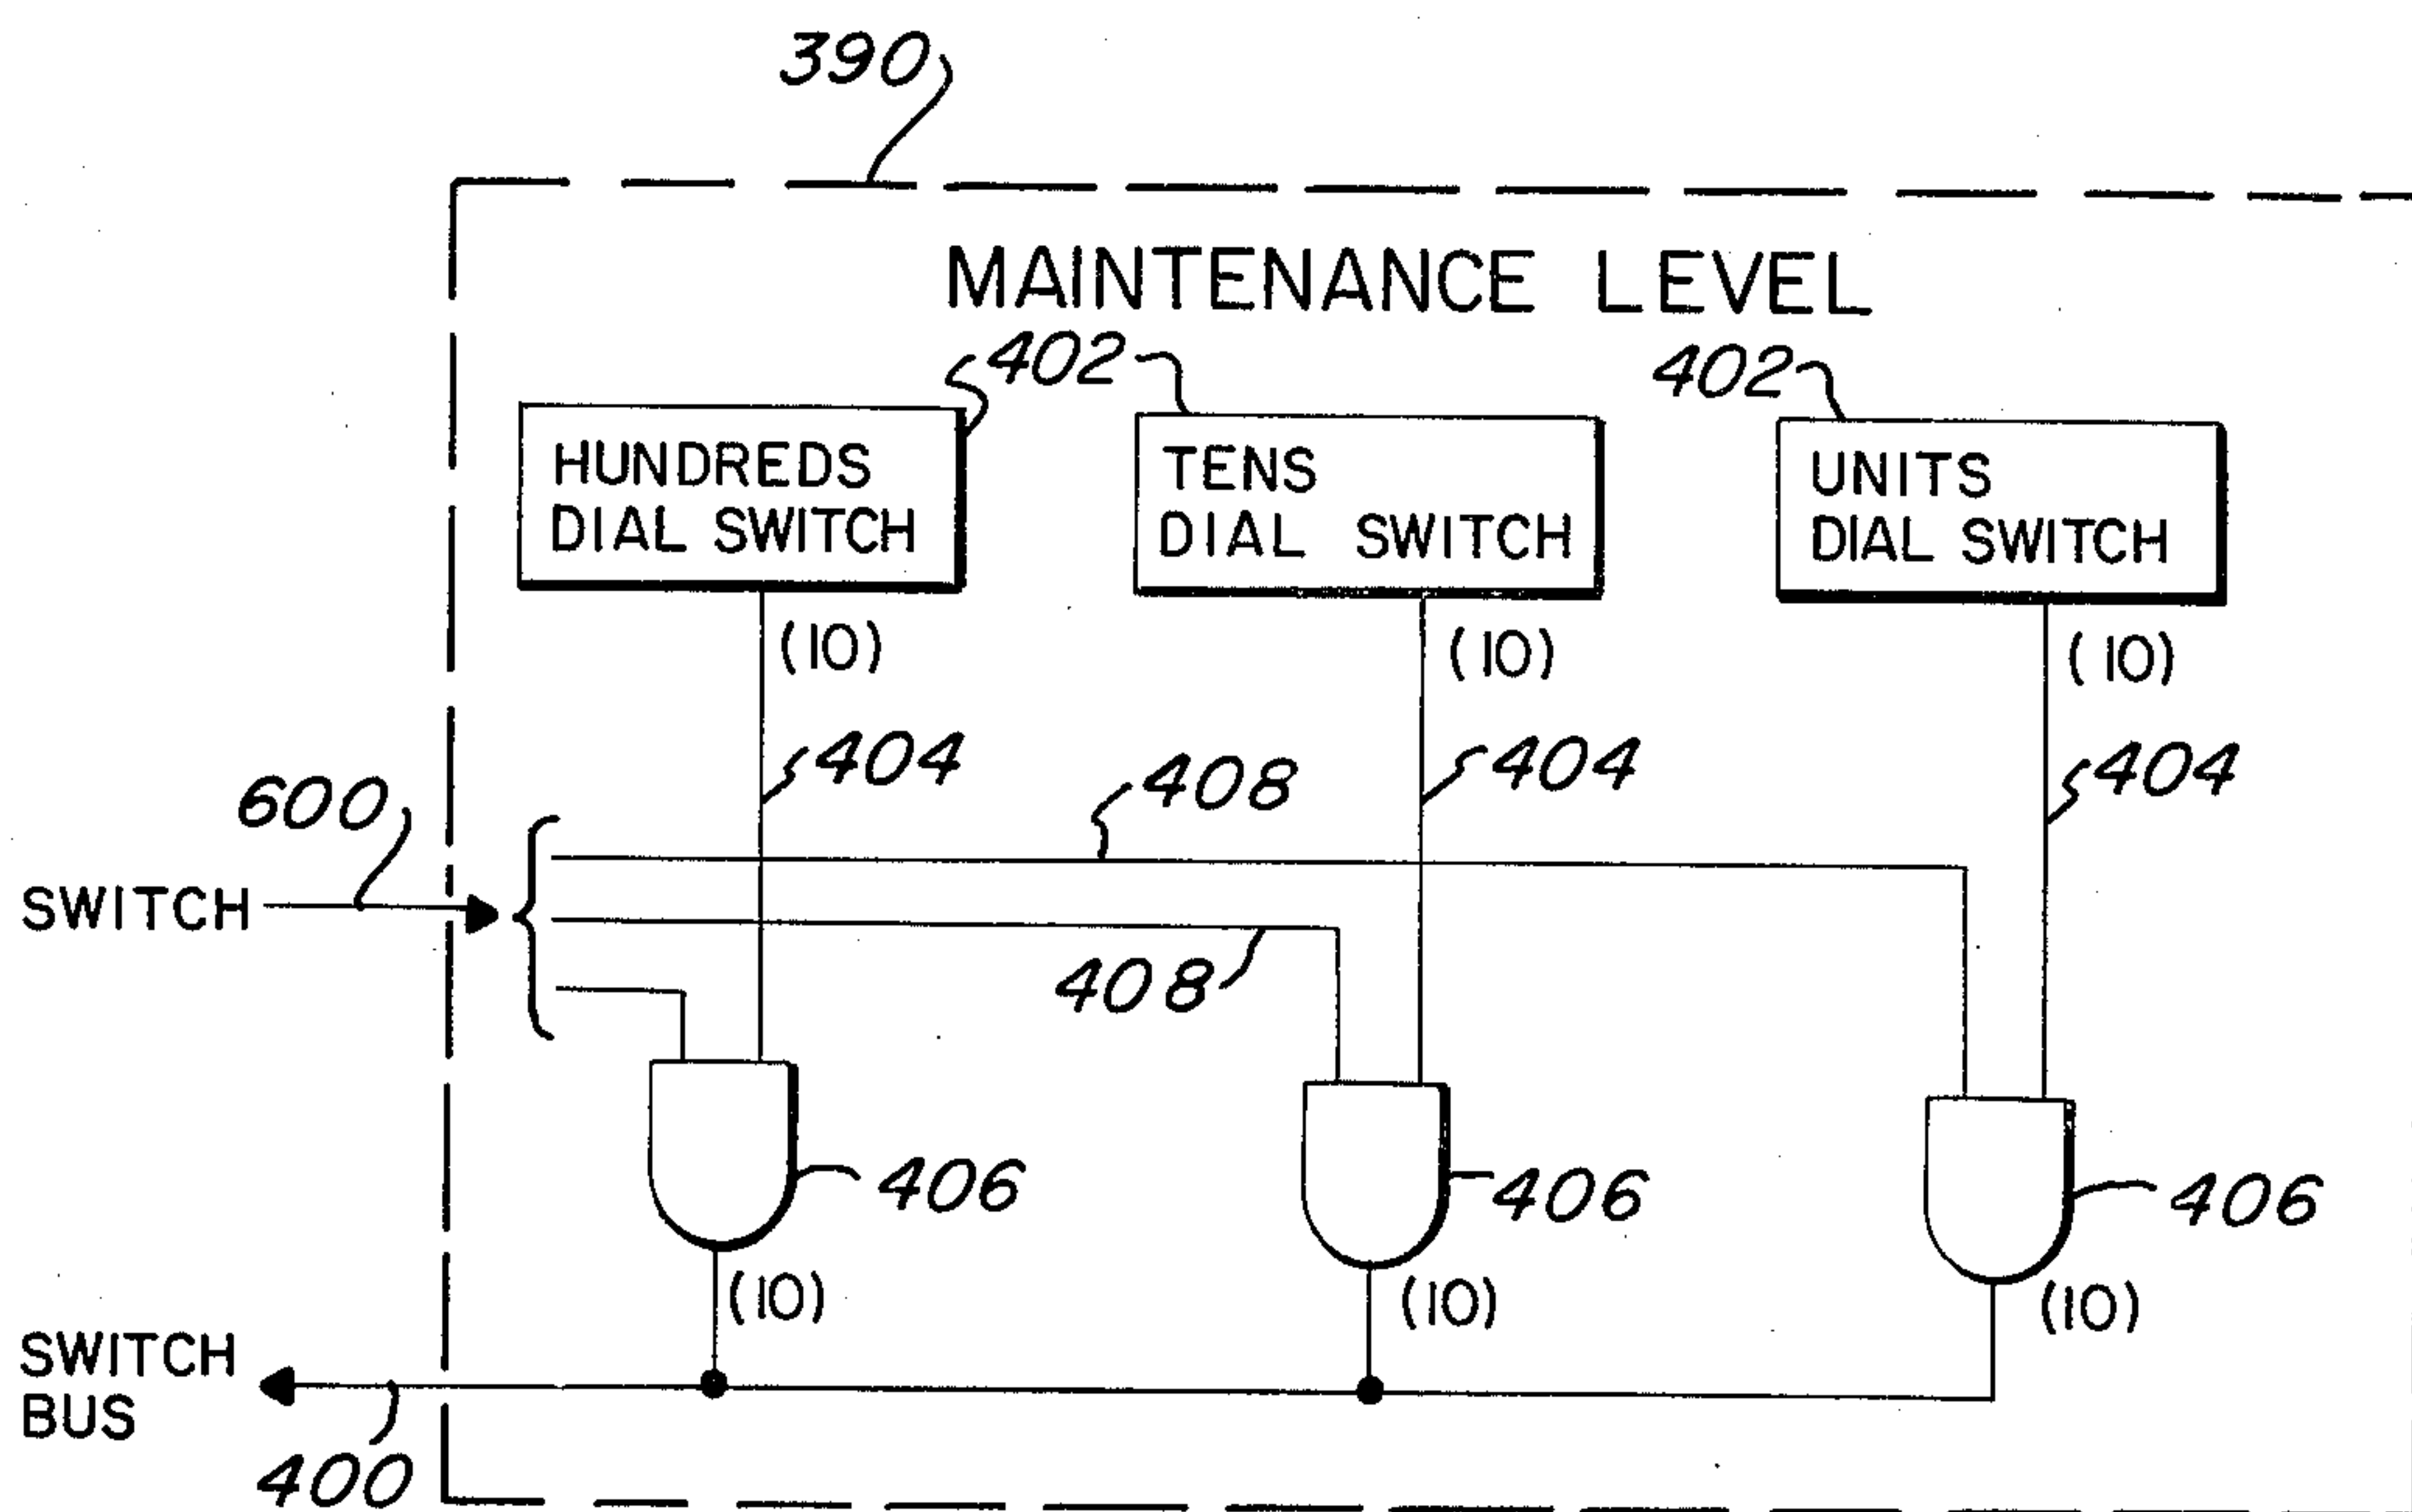 390
MAINTENANCE LEVEL
402
402
HUNDREDS
DIAL SWITCH
TENS
DIAL SWITCH
UNITS
DIAL SWITCH
(10)
(10)
(10)
404
408
404
404
600
SWITCH
408
406
406
406
(10)
(10)
(10)
SWITCH
BUS
400